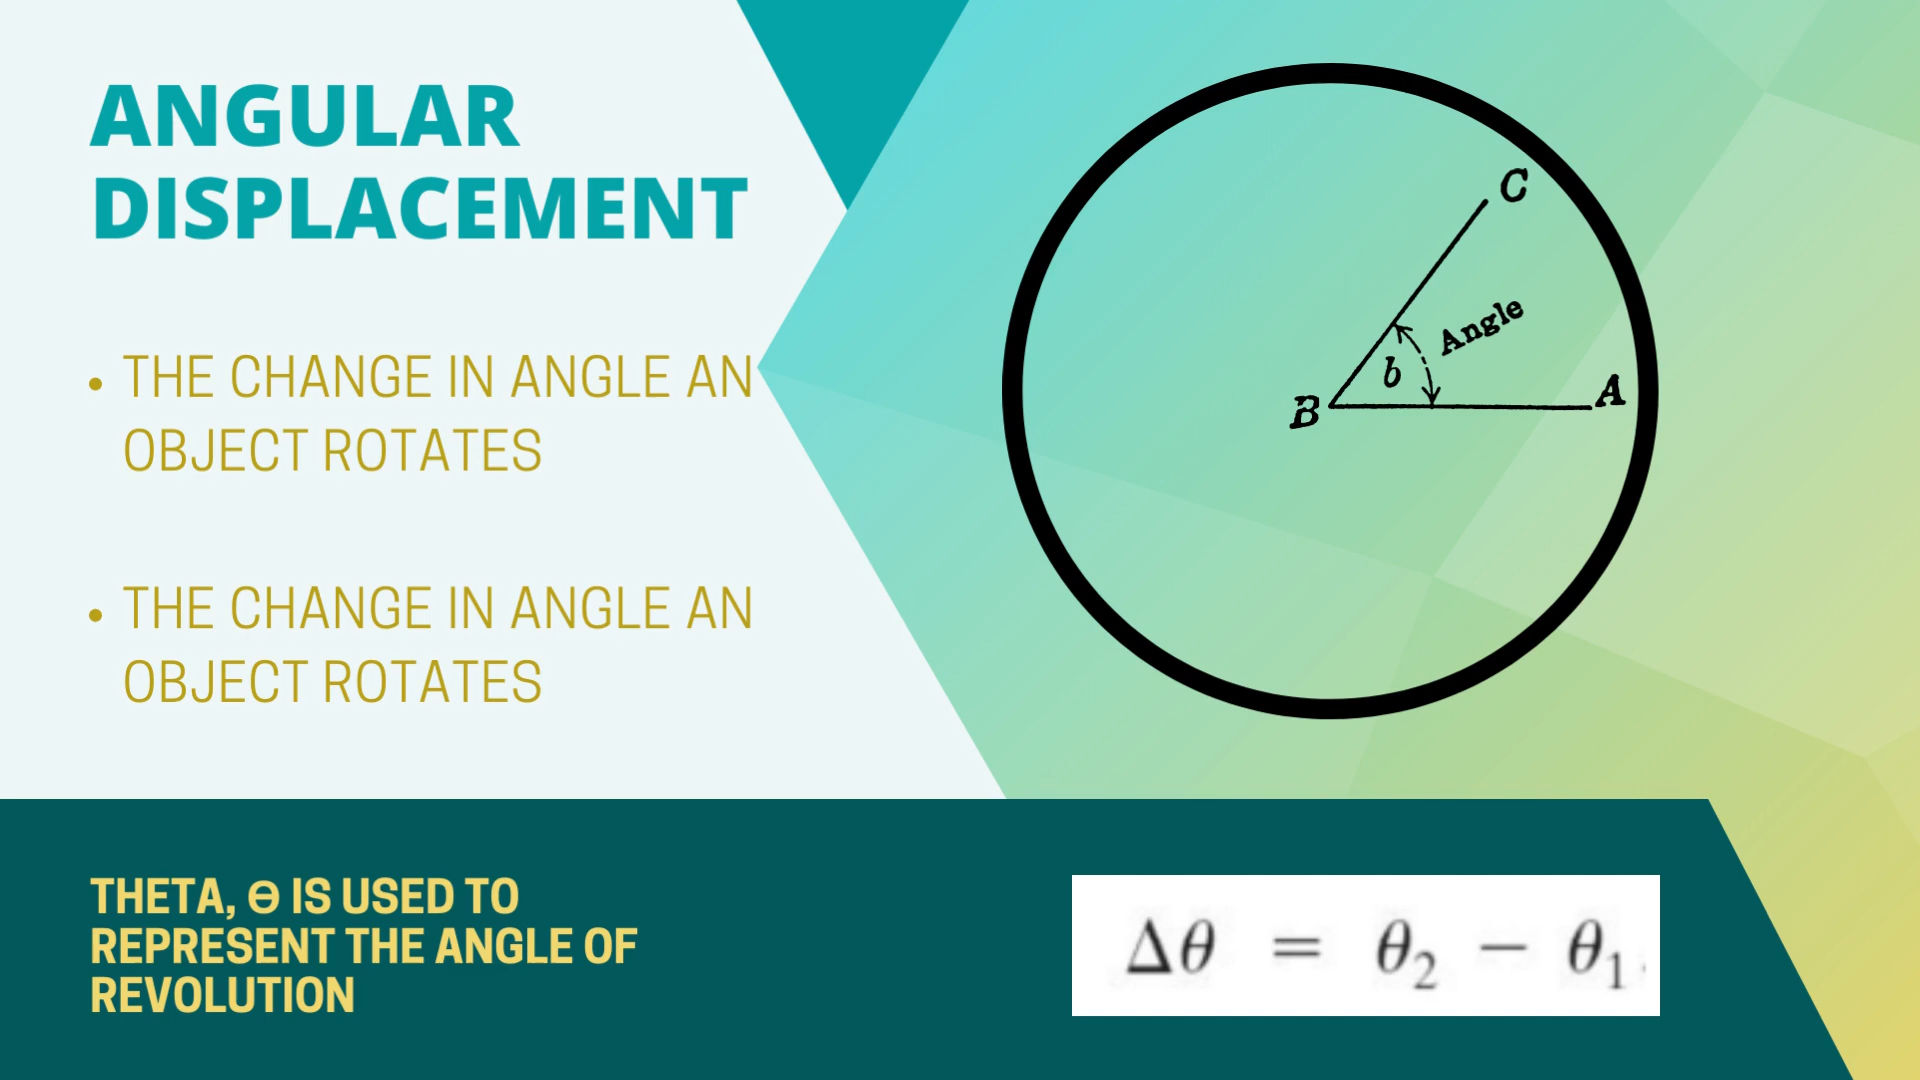 ANGULAR
DISPLACEMENT
• THE CHANGE IN ANGLE AN
OBJECT ROTATES
• THE CHANGE IN ANGLE AN
OBJECT ROTATES
C
Angle
b
A
B
THETA, Θ IS USED TO
REPRESENT THE ANGLE OF
REVOLUTION
Δθ = θ₂ − θ₁